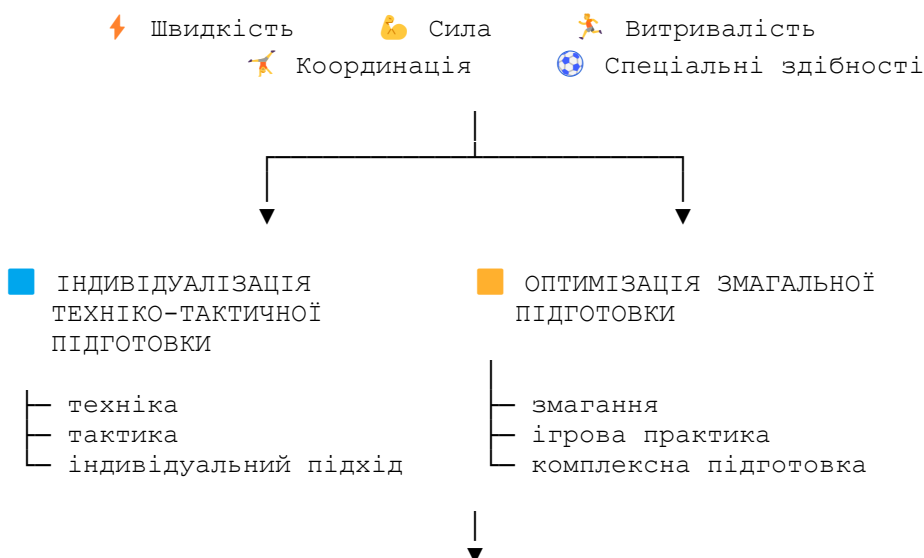 Швидкість Сила Витривалість
Координація Спеціальні здібності
ІНДИВІДУАЛІЗАЦІЯ ОПТИМІЗАЦІЯ ЗМАГАЛЬНОЇ
ТЕХНІКО-ТАКТИЧНОЇ ПІДГОТОВКИ
ПІДГОТОВКИ
техніка змагання
тактика ігрова практика
індивідуальний підхід комплексна підготовка